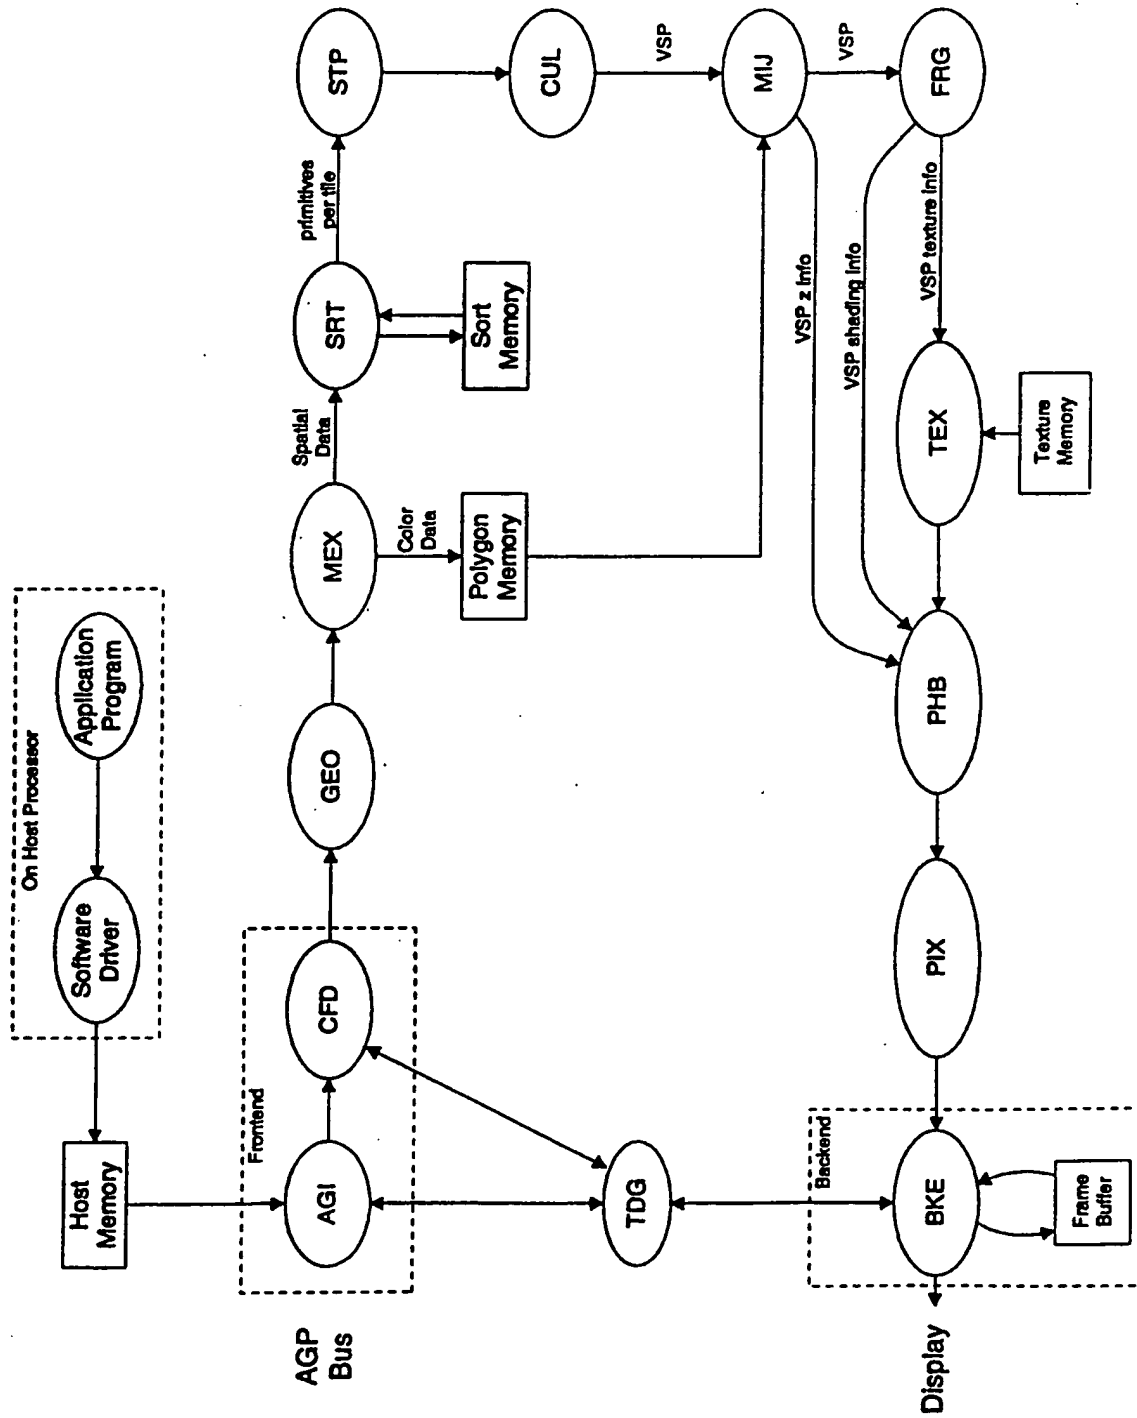 On Host Processor
Application
Program
Software
Driver
Host
Memory
AGP
Bus
Frontend
AGI
CFD
GEO
MEX
Spatial
Data
Color
Data
Polygon
Memory
SRT
Sort
Memory
primitives
per tile
STP
CUL
VSP
MIJ
VSP
FRG
VSP z info
VSP shading info
VSP texture info
TEX
Texture
Memory
PHB
PIX
TDG
Backend
BKE
Frame
Buffer
Display